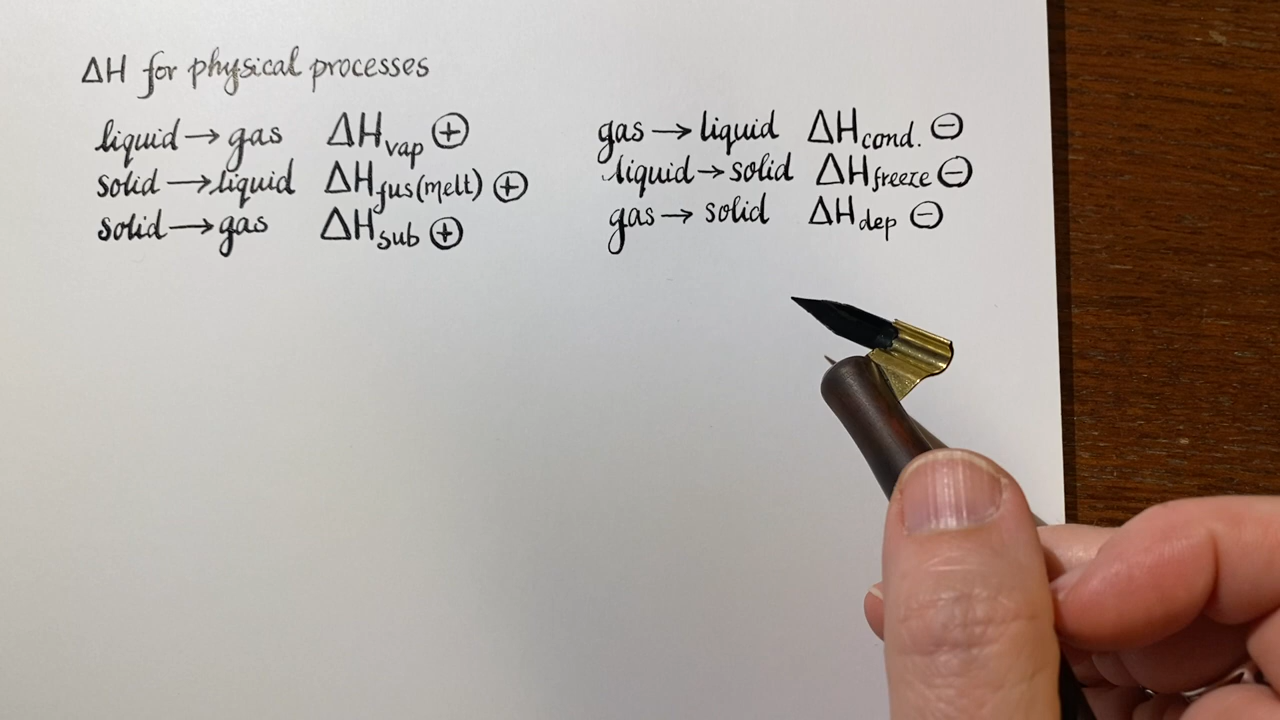 ΔH for physical processes
liquid → gas ΔHvap ⊕
solid → liquid ΔHfus(melt) ⊕
solid → gas ΔHsub ⊕
gas → liquid ΔHcond. ⊖
liquid → solid ΔHfreeze ⊖
gas → solid ΔHdep ⊖